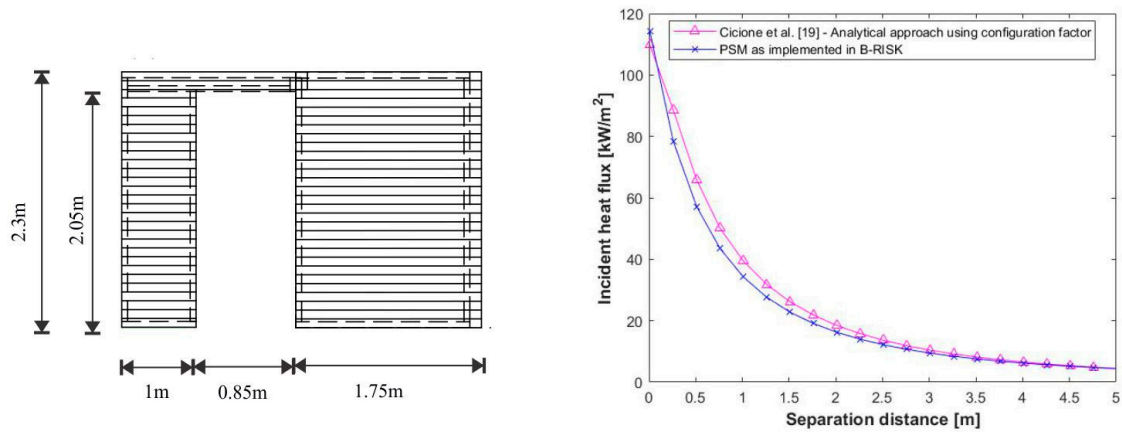 2.3m
2.05m
1m
0.85m
1.75m
Cicione et al. [19] - Analytical approach using configuration factor
PSM as implemented in B-RISK
Incident heat flux [kW/m²]
120
100
80
60
40
20
0
0 0.5 1 1.5 2 2.5 3 3.5 4 4.5 5
Separation distance [m]